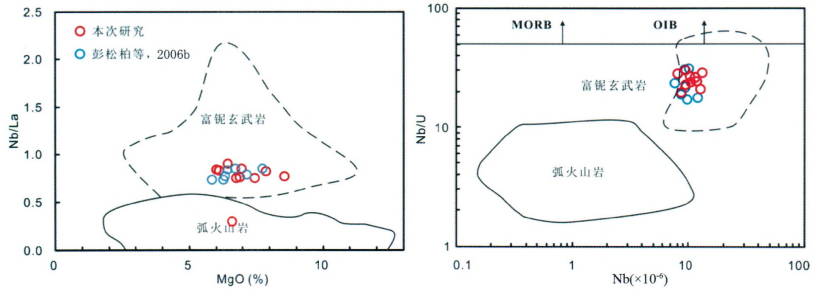 2.5
2.0
1.5
1.0
0.5
0.0
Nb/La
本次研究
彭松柏等，2006b
富铌玄武岩
弧火山岩
0
5
10
MgO (%)
100
10
1
Nb/U
MORB
OIB
富铌玄武岩
弧火山岩
0.1
1
10
100
Nb(×10⁻⁶)